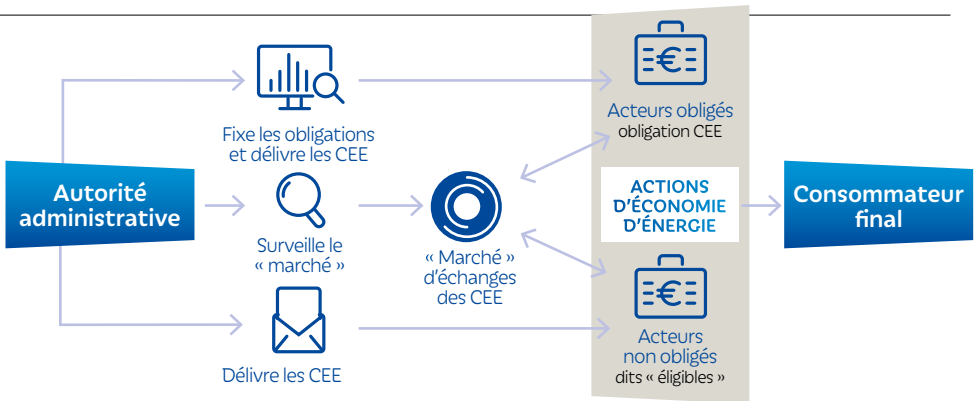 Fixe les obligations
et délivre les CEE
Acteurs obligés
obligation CEE
Autorité
administrative
Surveille le
« marché »
« Marché »
d'échanges
des CEE
ACTIONS
D'ÉCONOMIE
D'ÉNERGIE
Consommateur
final
Délivre les CEE
Acteurs
non obligés
dits « éligibles »